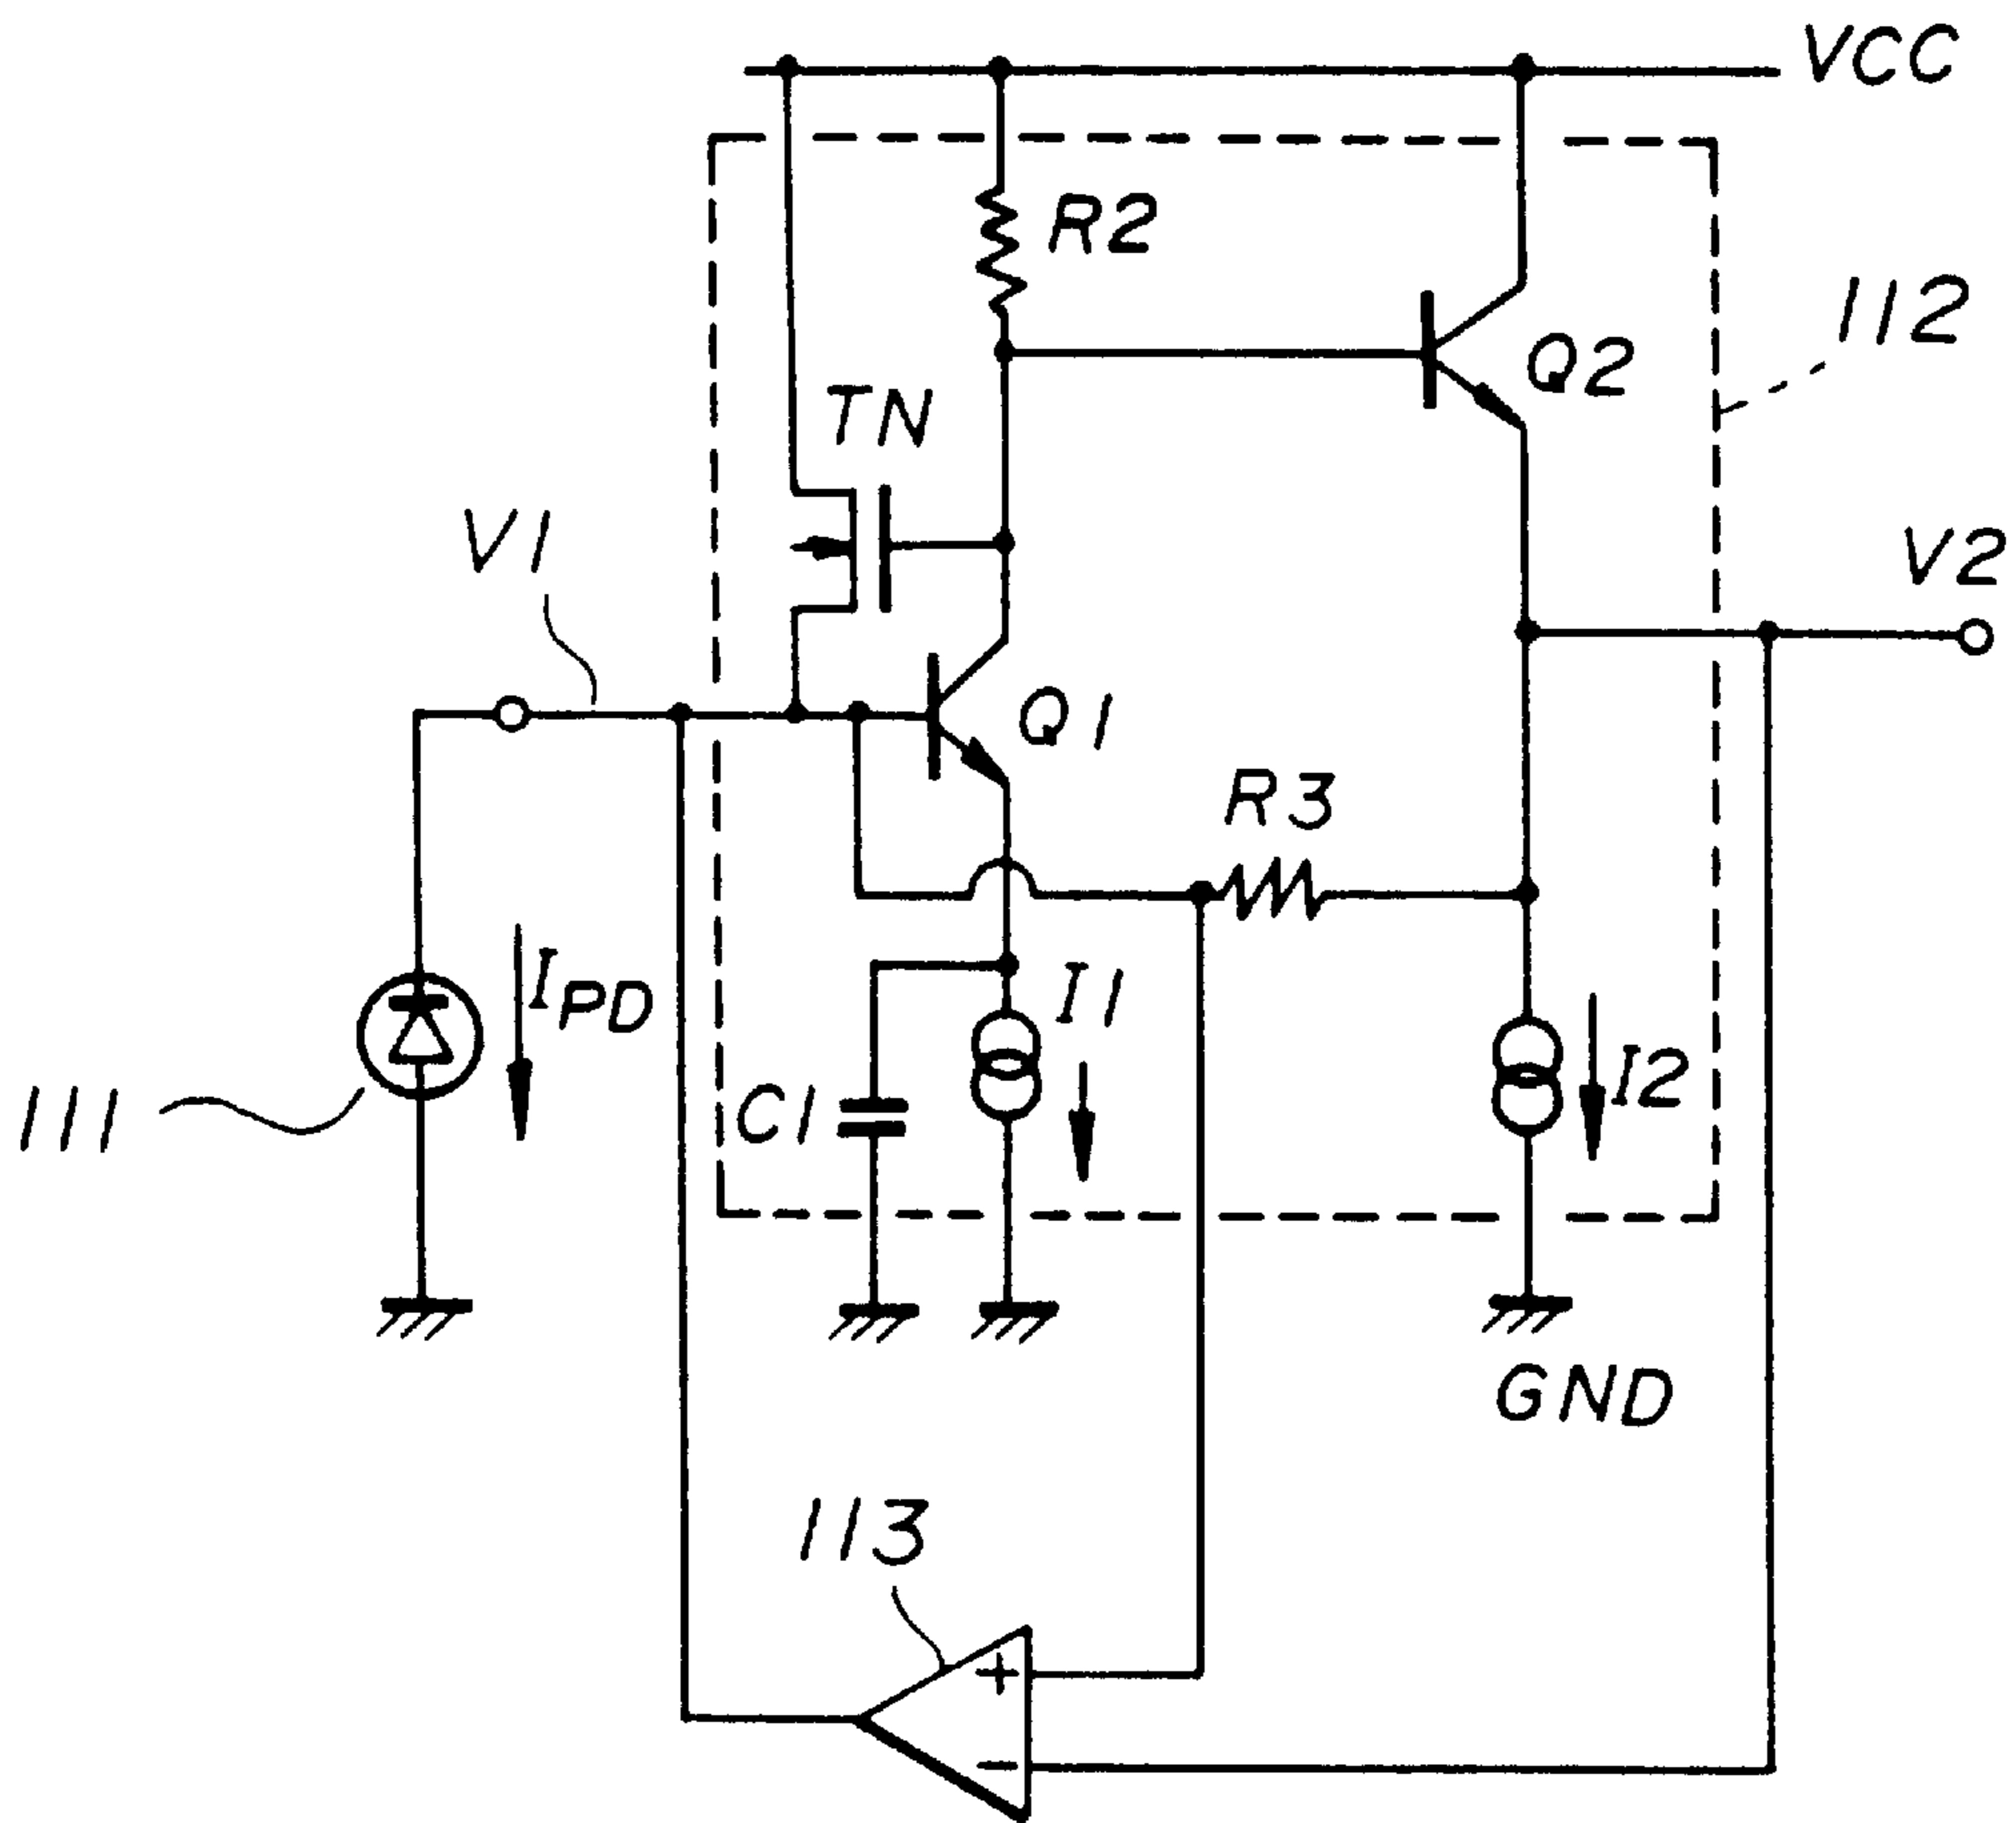 VCC
R2
112
Q2
TN
V1
V2
Q1
R3
IPD
I1
I2
111
C1
GND
113
+
−